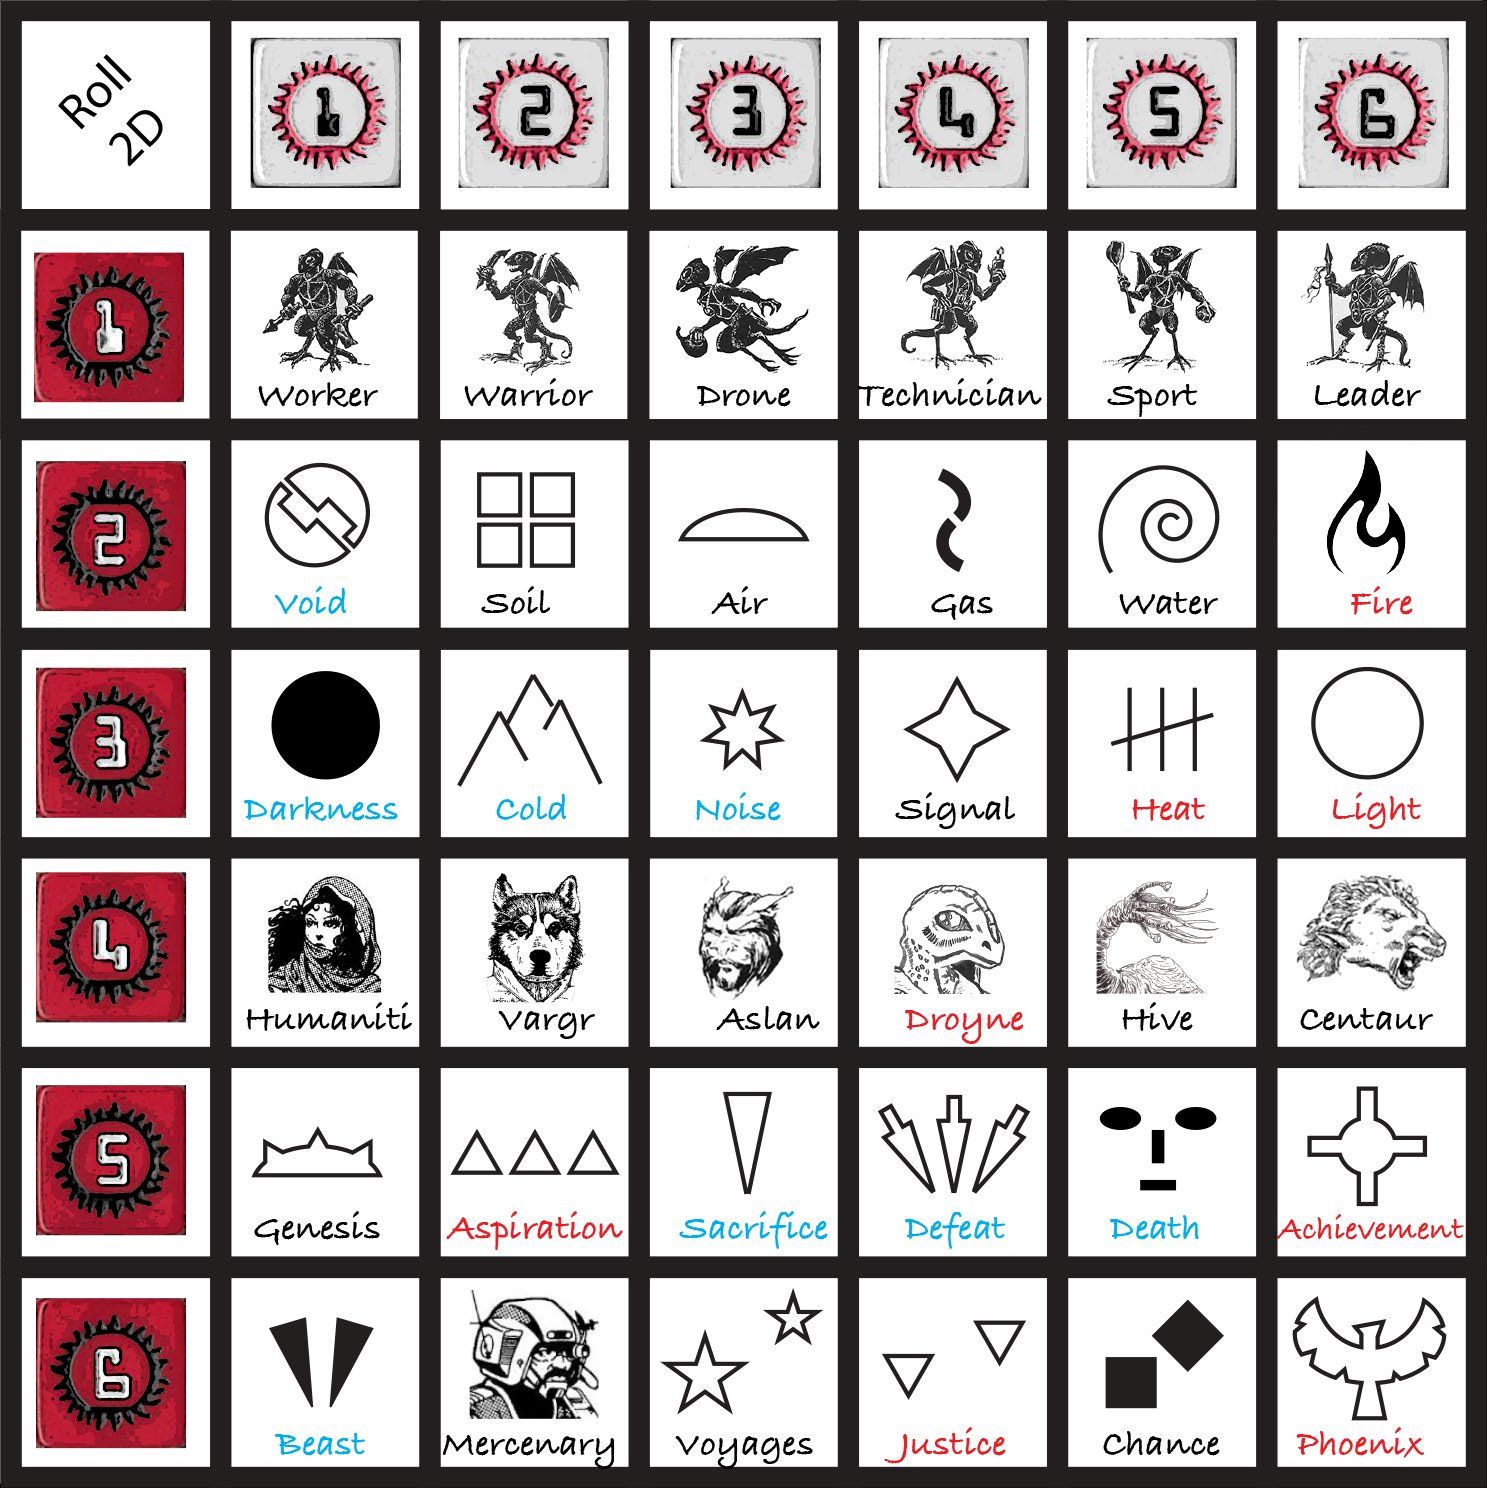 Roll
2D
1 2 3 4 5 6
1
Worker Warrior Drone Technician Sport Leader
2
Void Soil Air Gas Water Fire
3
Darkness Cold Noise Signal Heat Light
4
Humaniti Vargr Aslan Droyne Hive Centaur
5
Genesis Aspiration Sacrifice Defeat Death Achievement
6
Beast Mercenary Voyages Justice Chance Phoenix